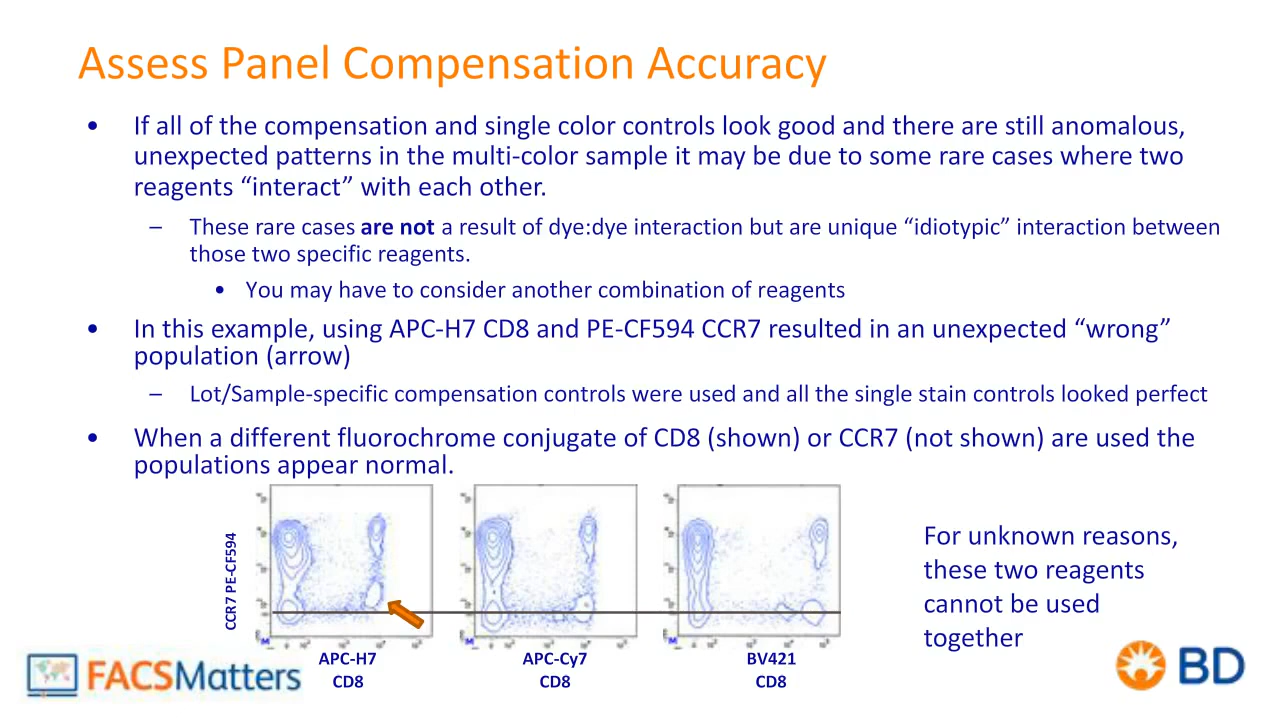 Assess Panel Compensation Accuracy
• If all of the compensation and single color controls look good and there are still anomalous,
unexpected patterns in the multi-color sample it may be due to some rare cases where two
reagents “interact” with each other.
– These rare cases are not a result of dye:dye interaction but are unique “idiotypic” interaction between
those two specific reagents.
• You may have to consider another combination of reagents
• In this example, using APC-H7 CD8 and PE-CF594 CCR7 resulted in an unexpected “wrong”
population (arrow)
– Lot/Sample-specific compensation controls were used and all the single stain controls looked perfect
• When a different fluorochrome conjugate of CD8 (shown) or CCR7 (not shown) are used the
populations appear normal.
CCR7 PE-CF594
APC-H7
CD8
APC-Cy7
CD8
BV421
CD8
For unknown reasons,
these two reagents
cannot be used
together
FACSMatters
BD